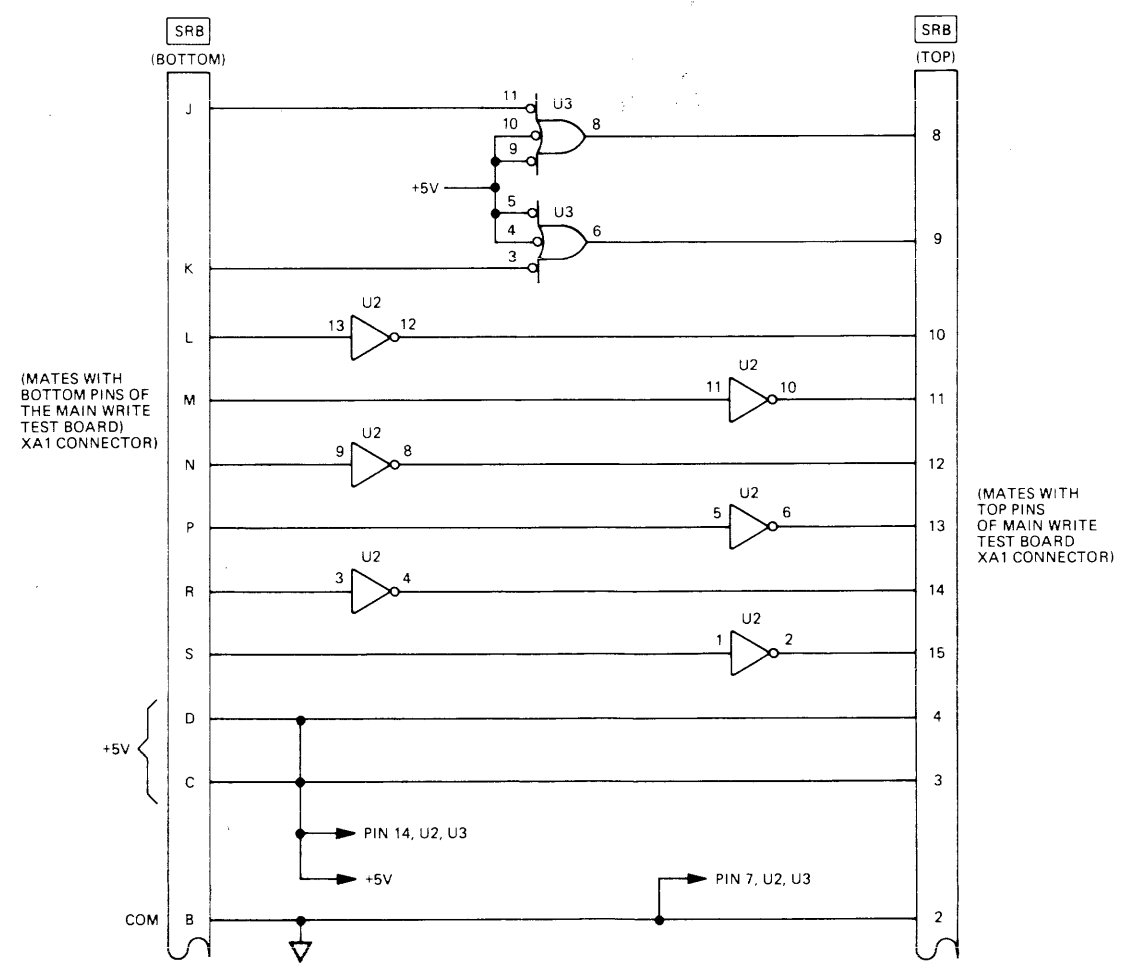 SRB
(BOTTOM)
SRB
(TOP)
J
11
U3
10
8
8
9
+5V
5
U3
4
6
9
3
K
U2
L
13
12
10
(MATES WITH
BOTTOM PINS OF
THE MAIN WRITE
TEST BOARD)
XA1 CONNECTOR)
U2
M
11
10
11
U2
N
9
8
12
(MATES WITH
TOP PINS
OF MAIN WRITE
TEST BOARD
XA1 CONNECTOR)
U2
P
5
6
13
U2
R
3
4
14
U2
S
1
2
15
D
4
+5V
C
3
PIN 14, U2, U3
+5V
PIN 7, U2, U3
COM B
2